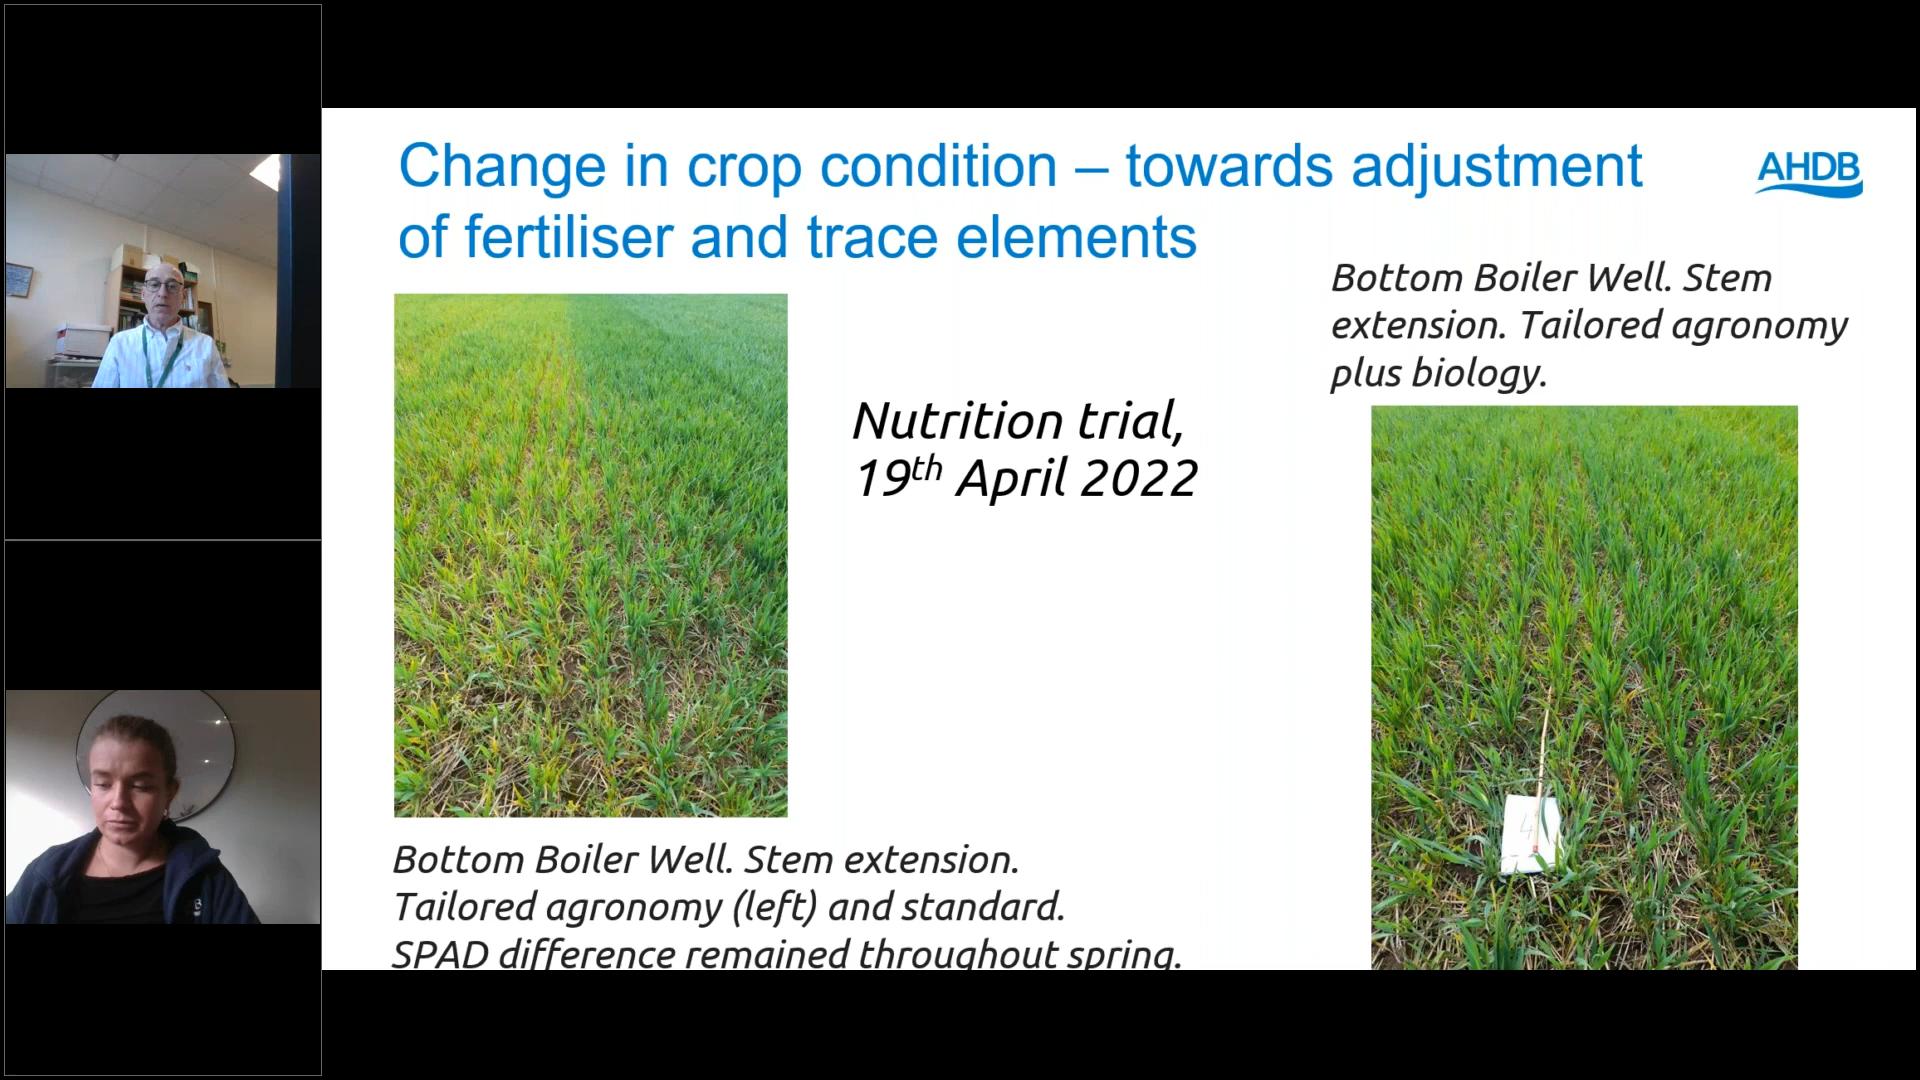 Change in crop condition – towards adjustment
of fertiliser and trace elements
AHDB
Bottom Boiler Well. Stem
extension. Tailored agronomy
plus biology.
Nutrition trial,
19th April 2022
4
Bottom Boiler Well. Stem extension.
Tailored agronomy (left) and standard.
SPAD difference remained throughout spring.